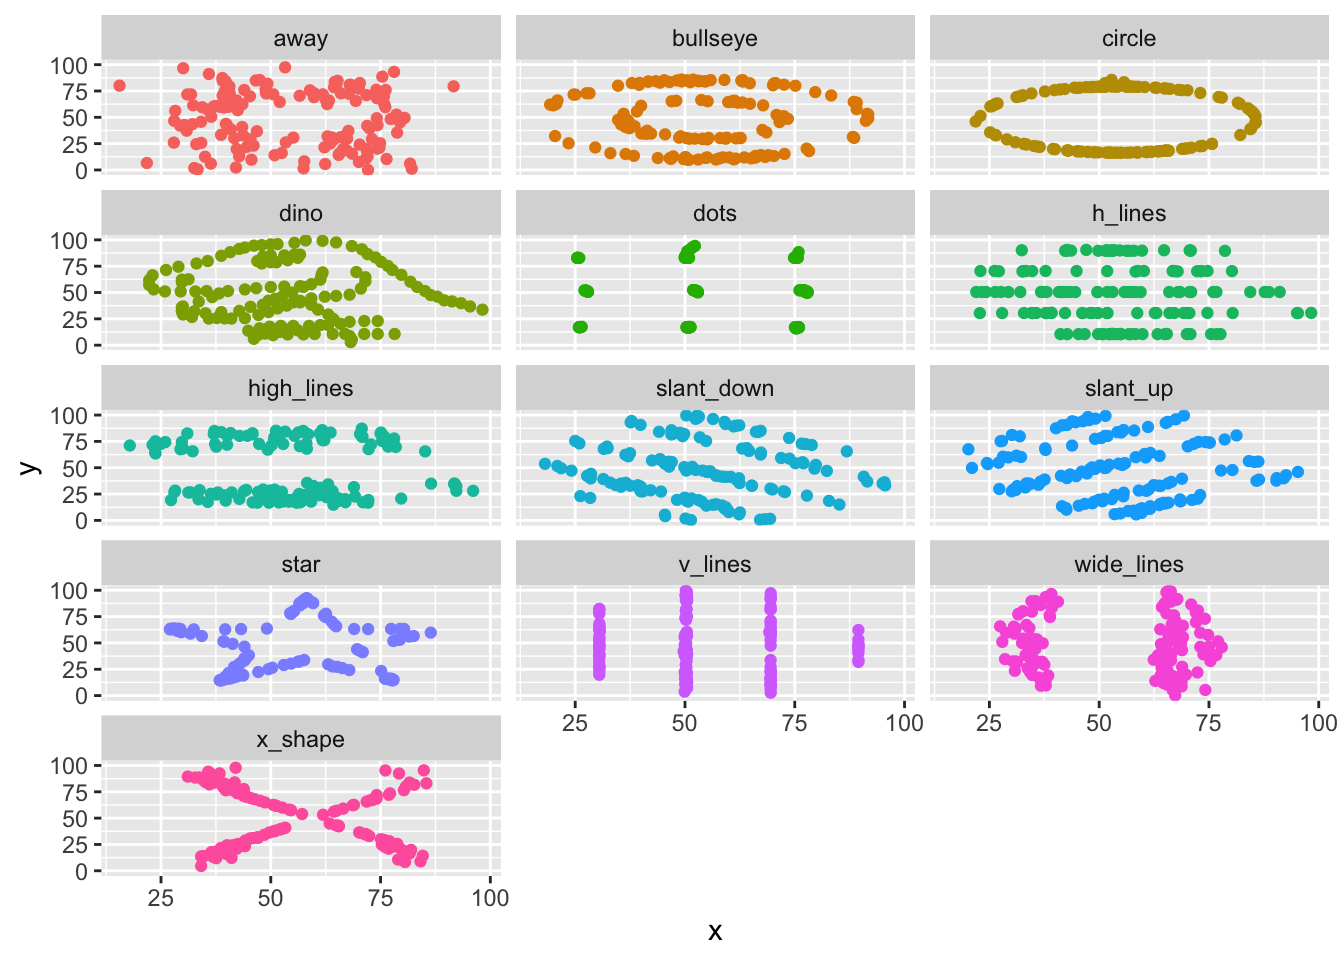 away bullseye circle
100
75
50
25
0
dino dots h_lines
100
75
50
25
0
high_lines slant_down slant_up
100
75
50
25
0
y
star v_lines wide_lines
100
75
50
25
0
25 50 75 100 25 50 75 100
x_shape
100
75
50
25
0
25 50 75 100
x